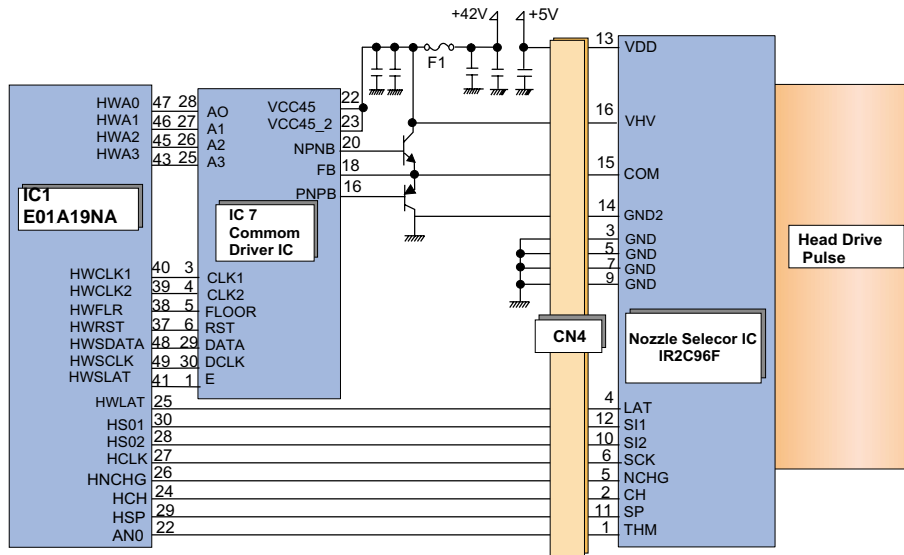 +42V +5V
F1
13 VDD
HWA0 47 28 AO
HWA1 46 27 A1
HWA2 45 26 A2
HWA3 43 25 A3
VCC45 22
VCC45_2 23
NPNB 20
FB 18
PNPB 16
16 VHV
15 COM
14 GND2
3 GND
5 GND
7 GND
9 GND
IC1
E01A19NA
IC 7
Commom
Driver IC
Head Drive
Pulse
HWCLK1 40 3 CLK1
HWCLK2 39 4 CLK2
HWFLR 38 5 FLOOR
HWRST 37 6 RST
HWSDATA 48 29 DATA
HWSCLK 49 30 DCLK
HWSLAT 41 1 E
CN4
Nozzle Selecor IC
IR2C96F
HWLAT 25 4 LAT
HS01 30 12 SI1
HS02 28 10 SI2
HCLK 27 6 SCK
HNCHG 26 5 NCHG
HCH 24 2 CH
HSP 29 11 SP
AN0 22 1 THM